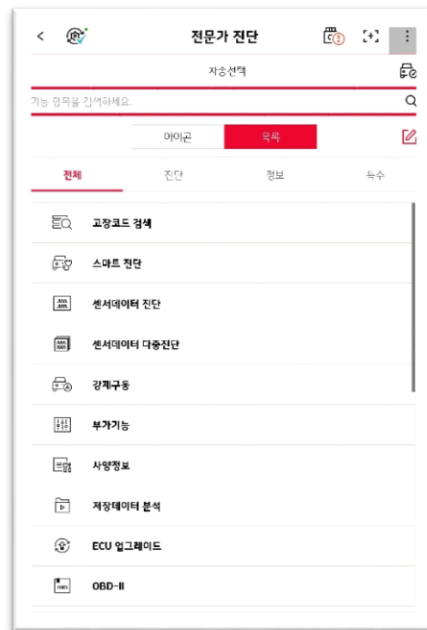 전문가 진단
차종선택
기능 항목을 검색하세요.
아이콘 목록
전체 진단 정보 특수
고장코드 검색
스마트 진단
센서데이터 진단
센서데이터 다중진단
강제구동
부가기능
사양정보
저장데이터 분석
ECU 업그레이드
OBD-II